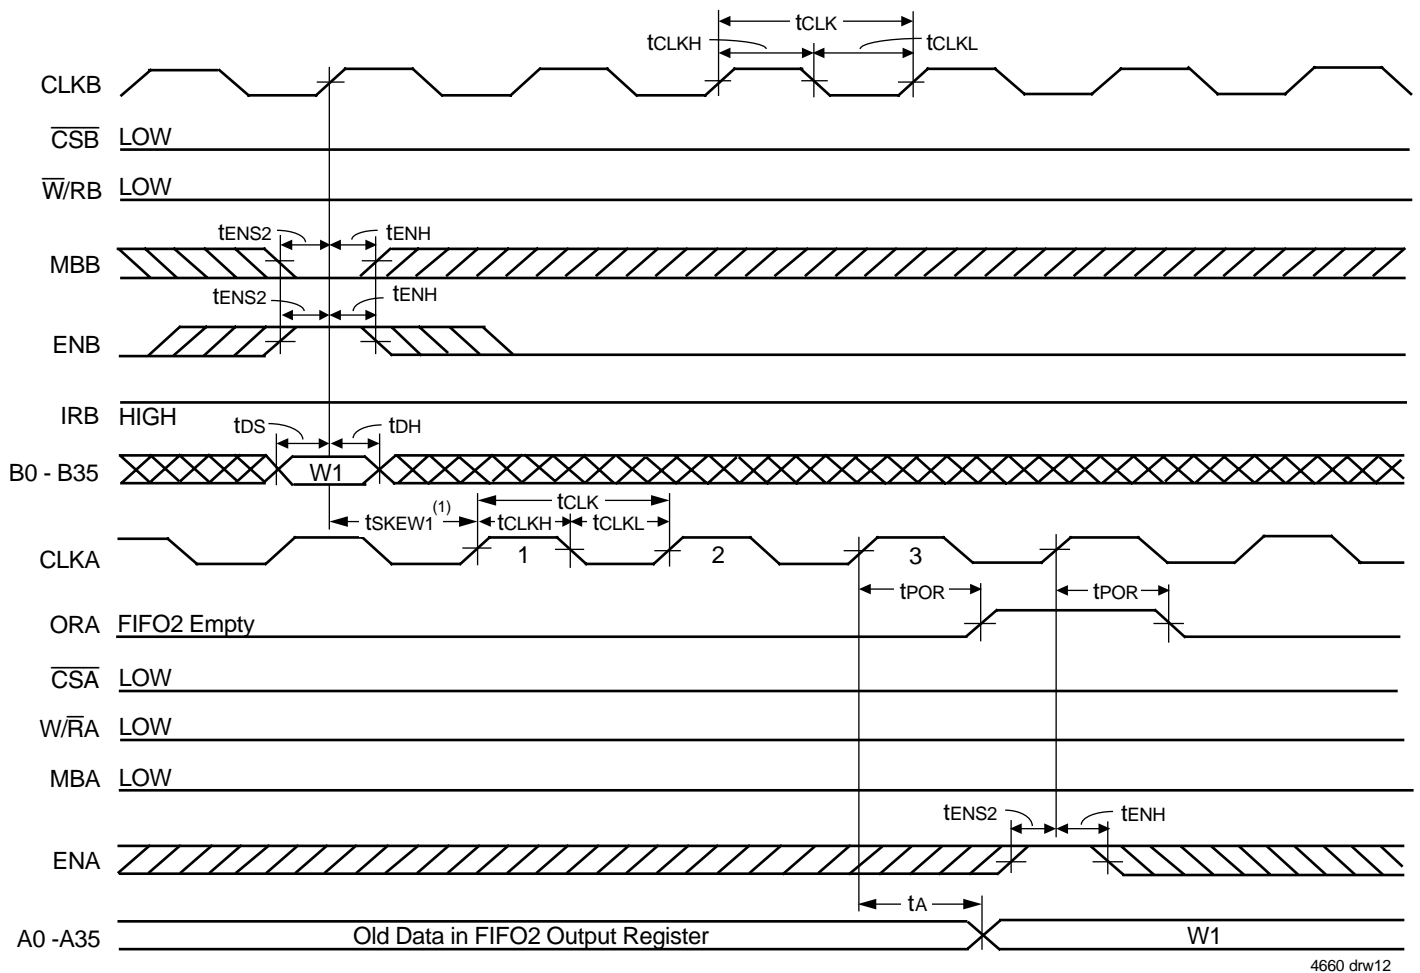 tCLK
tCLKH tCLKL
CLKB
CSB LOW
W/RB LOW
tENS2 tENH
MBB
tENS2 tENH
ENB
IRB HIGH
tDS tDH
B0 - B35 W1
tSKEW1(1) tCLK
tCLKH tCLKL
CLKA 1 2 3
tPOR tPOR
ORA FIFO2 Empty
CSA LOW
W/RA LOW
MBA LOW
tENS2 tENH
ENA
tA
A0 -A35 Old Data in FIFO2 Output Register W1
4660 drw12